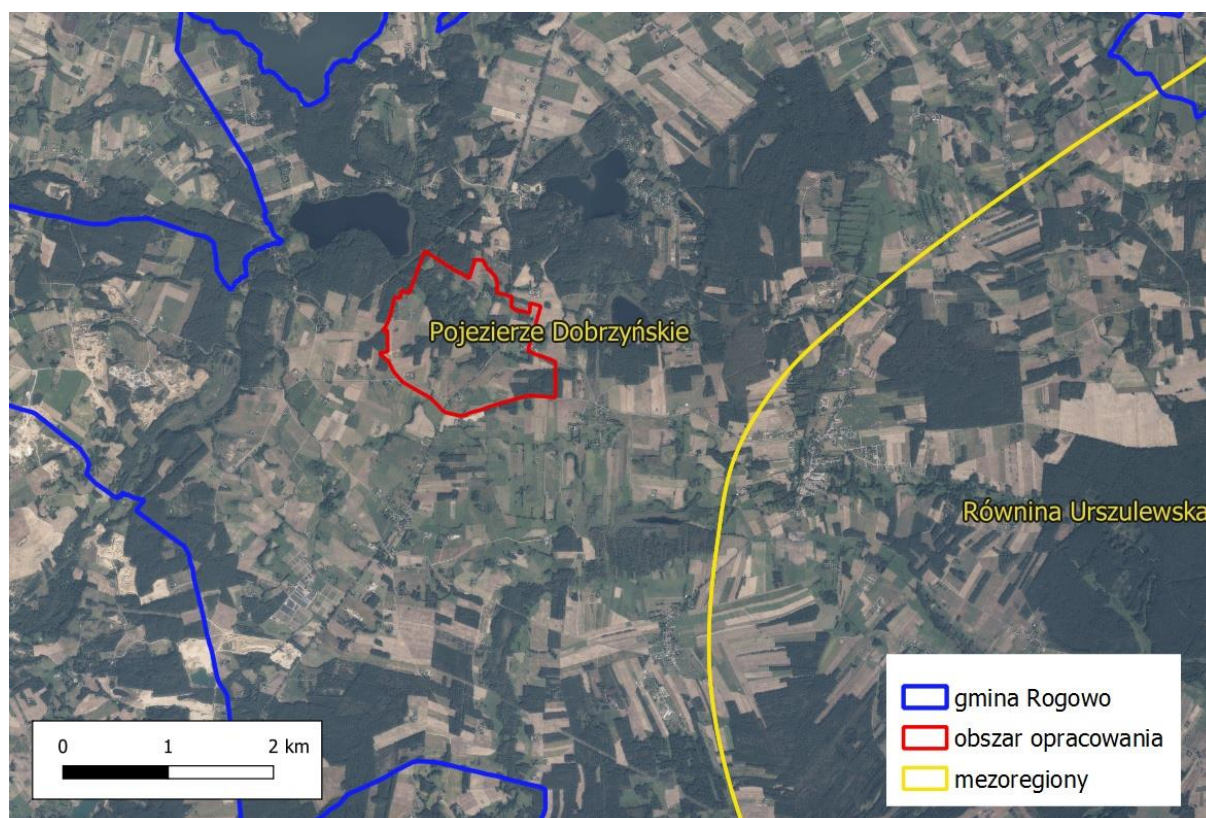 Pojezierze Dobrzyńskie
Równina Urszulewska
0 1 2 km
gmina Rogowo
obszar opracowania
mezoregiony